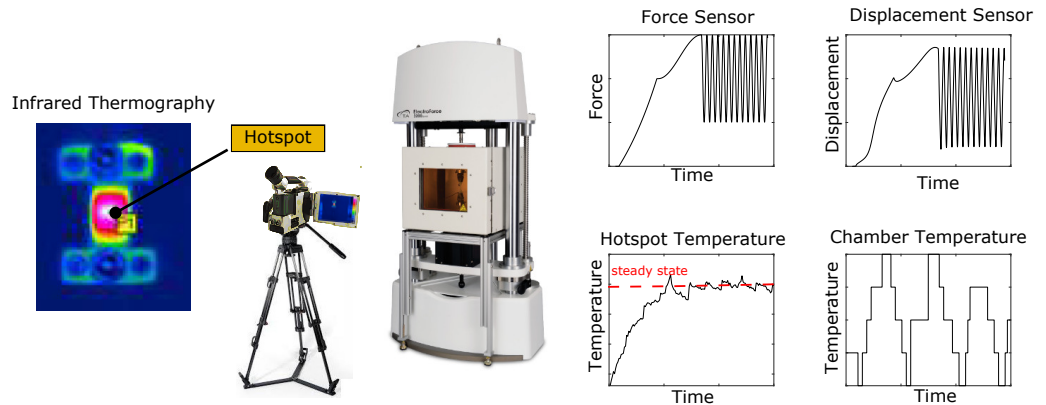 Infrared Thermography
Hotspot
ElectroForce
Force Sensor
Force
Time
Displacement Sensor
Displacement
Time
Hotspot Temperature
steady state
Temperature
Time
Chamber Temperature
Temperature
Time